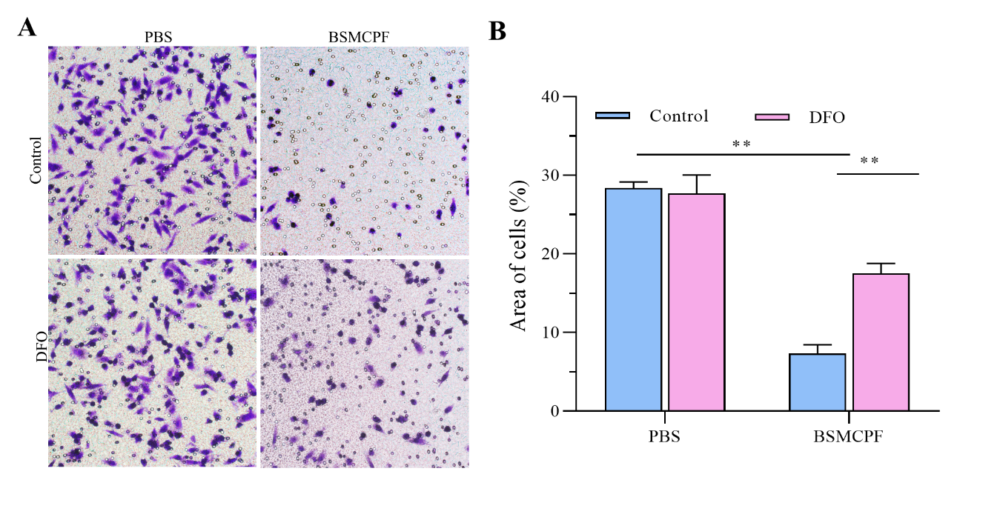 A
PBS
BSMCPF
Control
DFO
B
Area of cells (%)
40
30
20
10
0
Control
DFO
**
**
PBS
BSMCPF